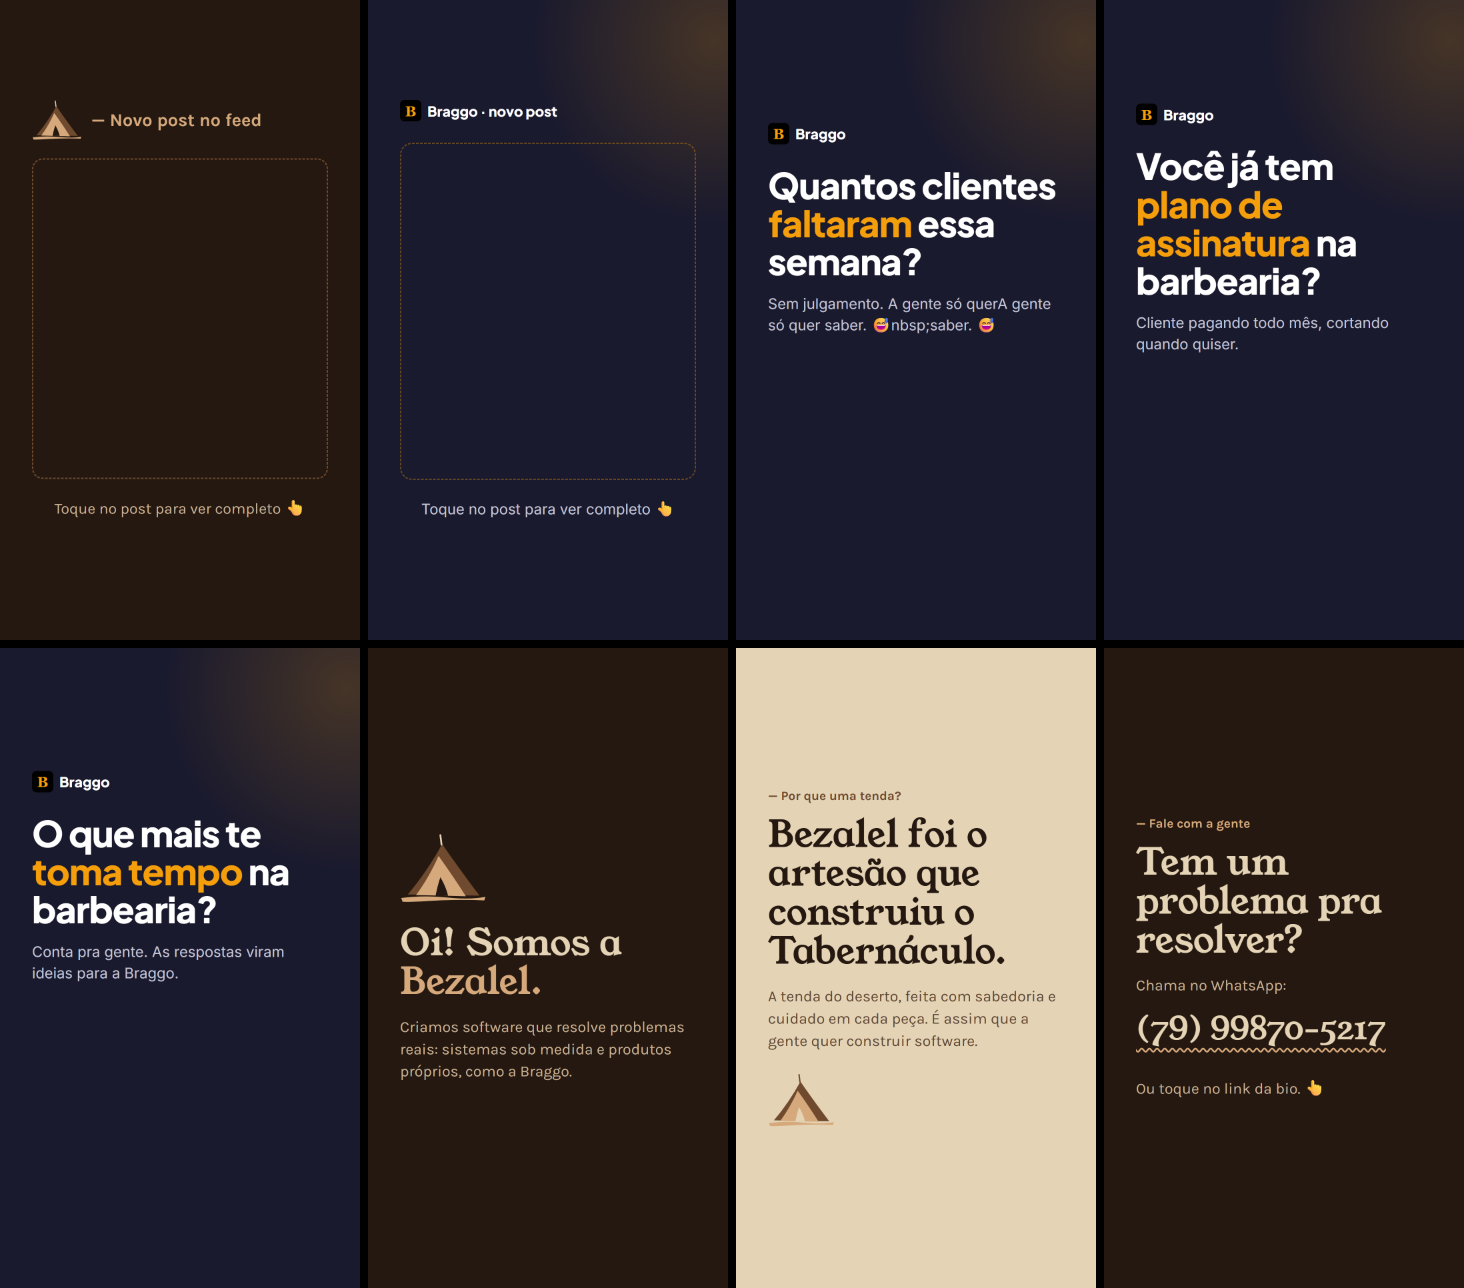 — Novo post no feed
Toque no post para ver completo 👆
B Braggo · novo post
Toque no post para ver completo 👆
B Braggo
Quantos clientes
faltaram essa
semana?
Sem julgamento. A gente só querA gente
só quer saber. 😅nbsp;saber. 😅
B Braggo
Você já tem
plano de
assinatura na
barbearia?
Cliente pagando todo mês, cortando
quando quiser.
B Braggo
O que mais te
toma tempo na
barbearia?
Conta pra gente. As respostas viram
ideias para a Braggo.
Oi! Somos a
Bezalel.
Criamos software que resolve problemas
reais: sistemas sob medida e produtos
próprios, como a Braggo.
— Por que uma tenda?
Bezalel foi o
artesão que
construiu o
Tabernáculo.
A tenda do deserto, feita com sabedoria e
cuidado em cada peça. É assim que a
gente quer construir software.
— Fale com a gente
Tem um
problema pra
resolver?
Chama no WhatsApp:
(79) 99870-5217
Ou toque no link da bio. 👆